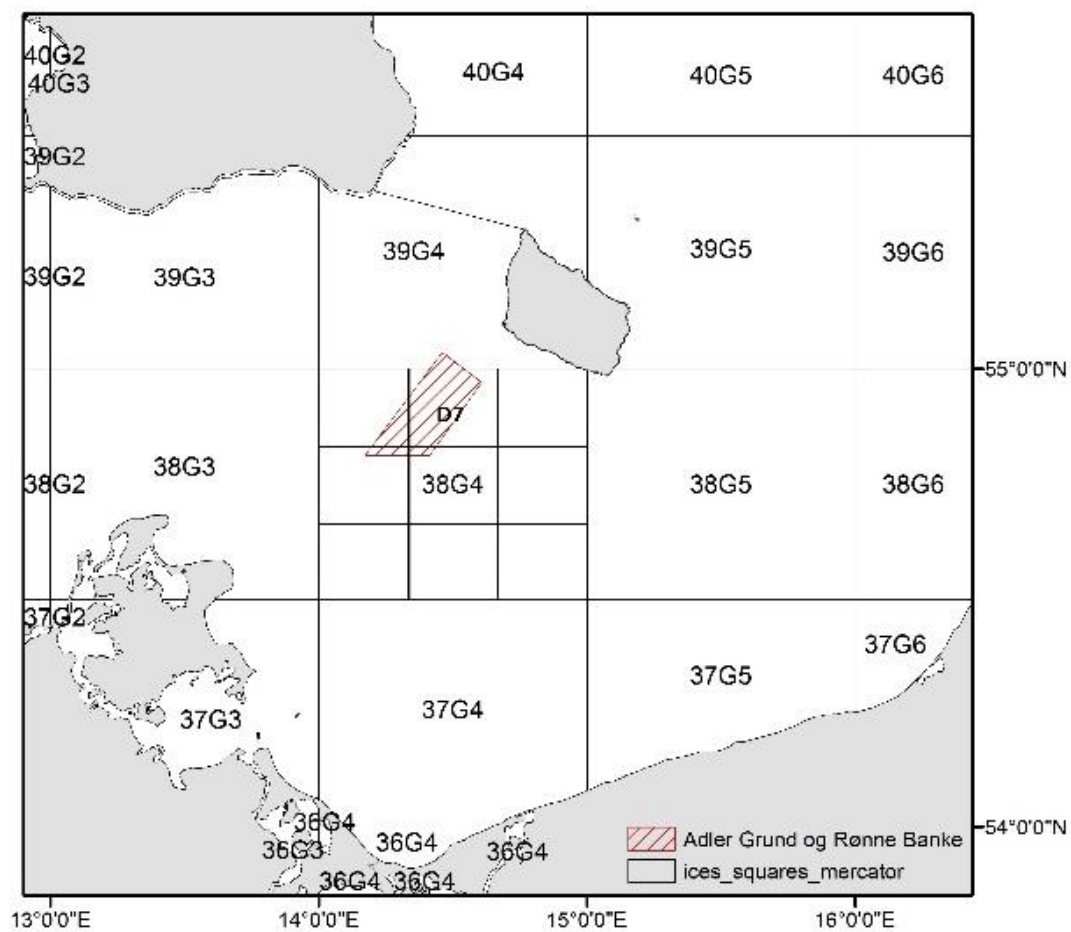 40G2
40G3
40G4
40G5
40G6
39G2
39G4
39G5
39G6
39G2
39G3
55°0'0"N
D7
38G3
38G2
38G4
38G5
38G6
37G2
37G6
37G5
37G4
37G3
36G4
54°0'0"N
36G3
36G4
36G4
36G4
36G4
Adler Grund og Rønne Banke
ices_squares_mercator
13°0'0"E
14°0'0"E
15°0'0"E
16°0'0"E